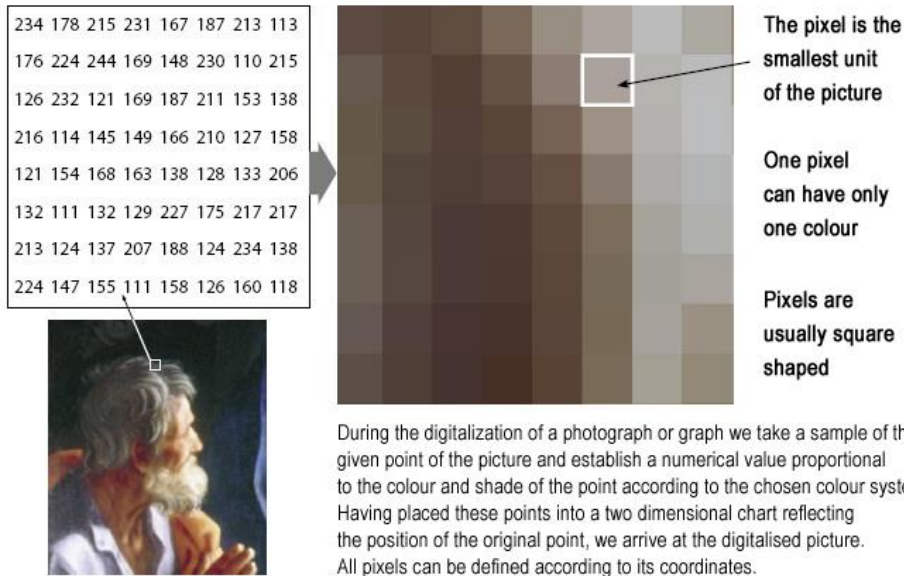 234 178 215 231 167 187 213 113
176 224 244 169 148 230 110 215
126 232 121 169 187 211 153 138
216 114 145 149 166 210 127 158
121 154 168 163 138 128 133 206
132 111 132 129 227 175 217 217
213 124 137 207 188 124 234 138
224 147 155 111 158 126 160 118
The pixel is the
smallest unit
of the picture
One pixel
can have only
one colour
Pixels are
usually square
shaped
During the digitalization of a photograph or graph we take a sample of th
given point of the picture and establish a numerical value proportional
to the colour and shade of the point according to the chosen colour syste
Having placed these points into a two dimensional chart reflecting
the position of the original point, we arrive at the digitalised picture.
All pixels can be defined according to its coordinates.